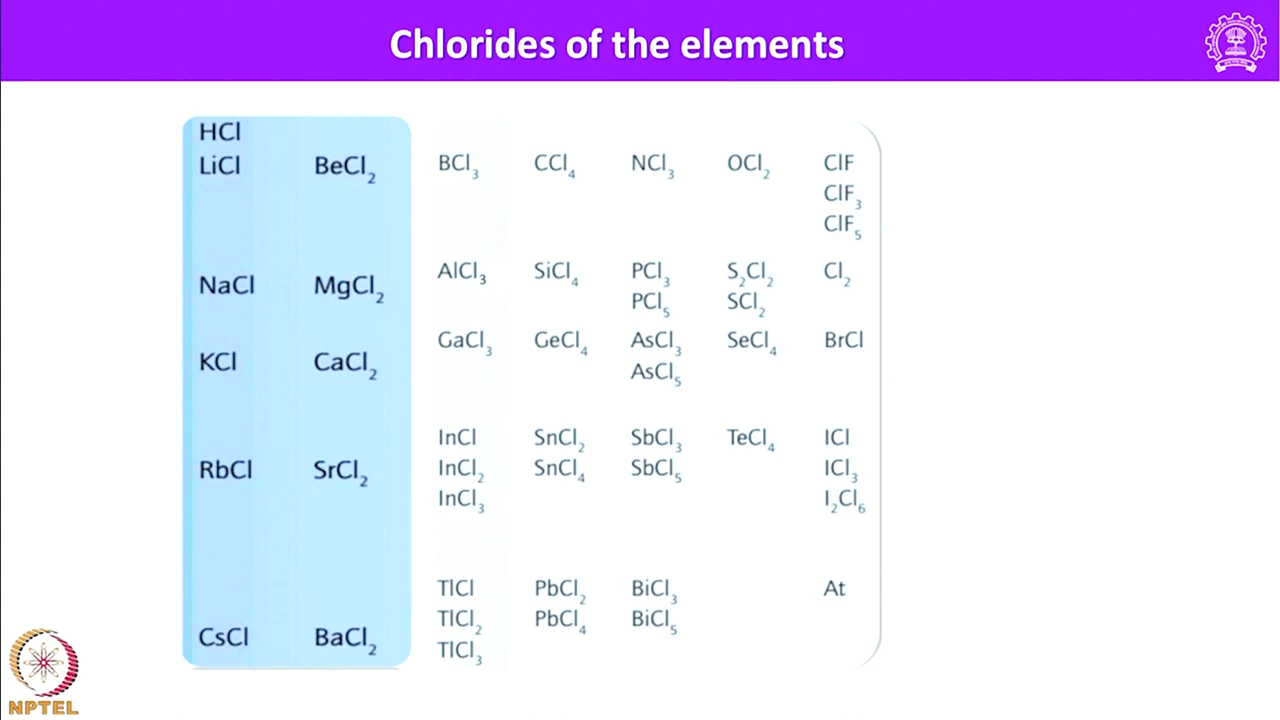 Chlorides of the elements
HCl
LiCl BeCl₂ BCl₃ CCl₄ NCl₃ OCl₂ ClF
ClF₃
ClF₅
NaCl MgCl₂ AlCl₃ SiCl₄ PCl₃ S₂Cl₂ Cl₂
PCl₅ SCl₂
KCl CaCl₂ GaCl₃ GeCl₄ AsCl₃ SeCl₄ BrCl
AsCl₅
RbCl SrCl₂ InCl SnCl₂ SbCl₃ TeCl₄ ICl
InCl₂ SnCl₄ SbCl₅ ICl₃
InCl₃ I₂Cl₆
TlCl PbCl₂ BiCl₃ At
TlCl₂ PbCl₄ BiCl₅
CsCl BaCl₂ TlCl₃
NPTEL